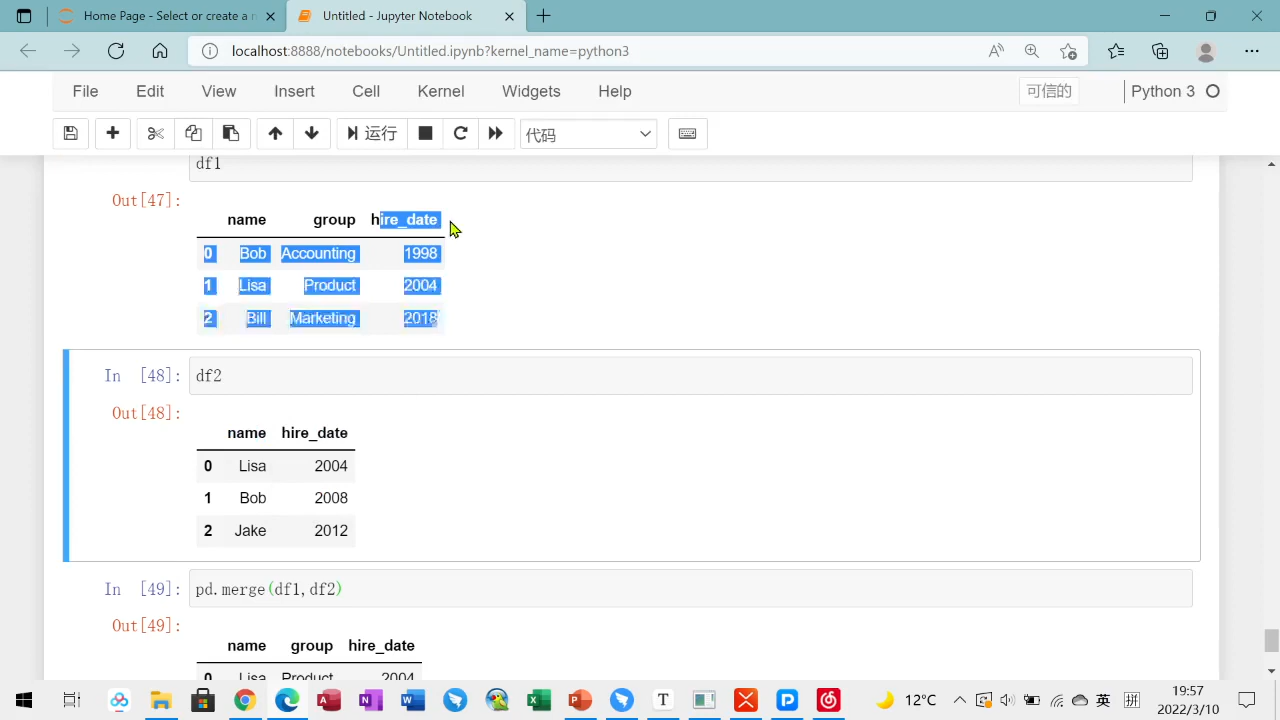 Home Page - Select or create a
Untitled - Jupyter Notebook
localhost:8888/notebooks/Untitled.ipynb?kernel_name=python3
File Edit View Insert Cell Kernel Widgets Help 可信的 Python 3
运行 代码
df1
Out[47]:
name group hire_date
0 Bob Accounting 1998
1 Lisa Product 2004
2 Bill Marketing 2018
In [48]: df2
Out[48]:
name hire_date
0 Lisa 2004
1 Bob 2008
2 Jake 2012
In [49]: pd.merge(df1,df2)
Out[49]:
name group hire_date
0 Lisa Product 2004
12°C 英 拼 19:57
2022/3/10